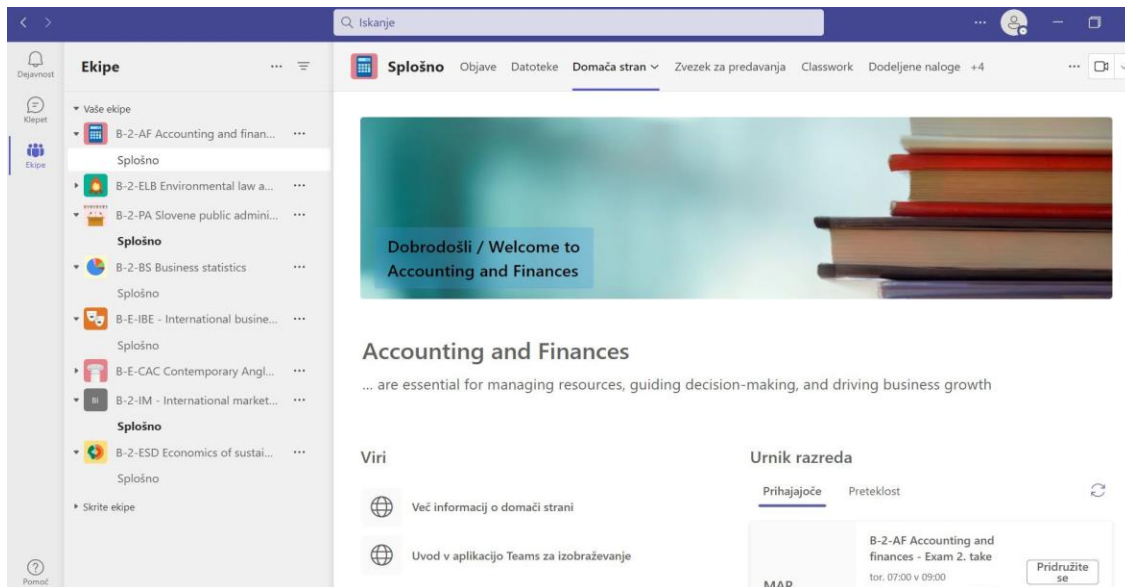 Iskanje
Dejavnost
Klepet
Ekipe
Pomoč
Ekipe
Vaše ekipe
B-2-AF Accounting and finan...
Splošno
B-2-ELB Environmental law a...
B-2-PA Slovene public admini...
Splošno
B-2-BS Business statistics
Splošno
B-E-IBE - International busine...
Splošno
B-E-CAC Contemporary Angl...
BI
B-2-IM - International market...
Splošno
B-2-ESD Economics of sustai...
Splošno
Skrite ekipe
Splošno Objave Datoteke Domača stran Zvezek za predavanja Classwork Dodeljene naloge +4
Dobrodošli / Welcome to
Accounting and Finances
Accounting and Finances
... are essential for managing resources, guiding decision-making, and driving business growth
Viri
Več informacij o domači strani
Uvod v aplikacijo Teams za izobraževanje
Urnik razreda
Prihajajoče Preteklost
MAR
B-2-AF Accounting and
finances - Exam 2. take
tor. 07:00 v 09:00
Pridružite
se